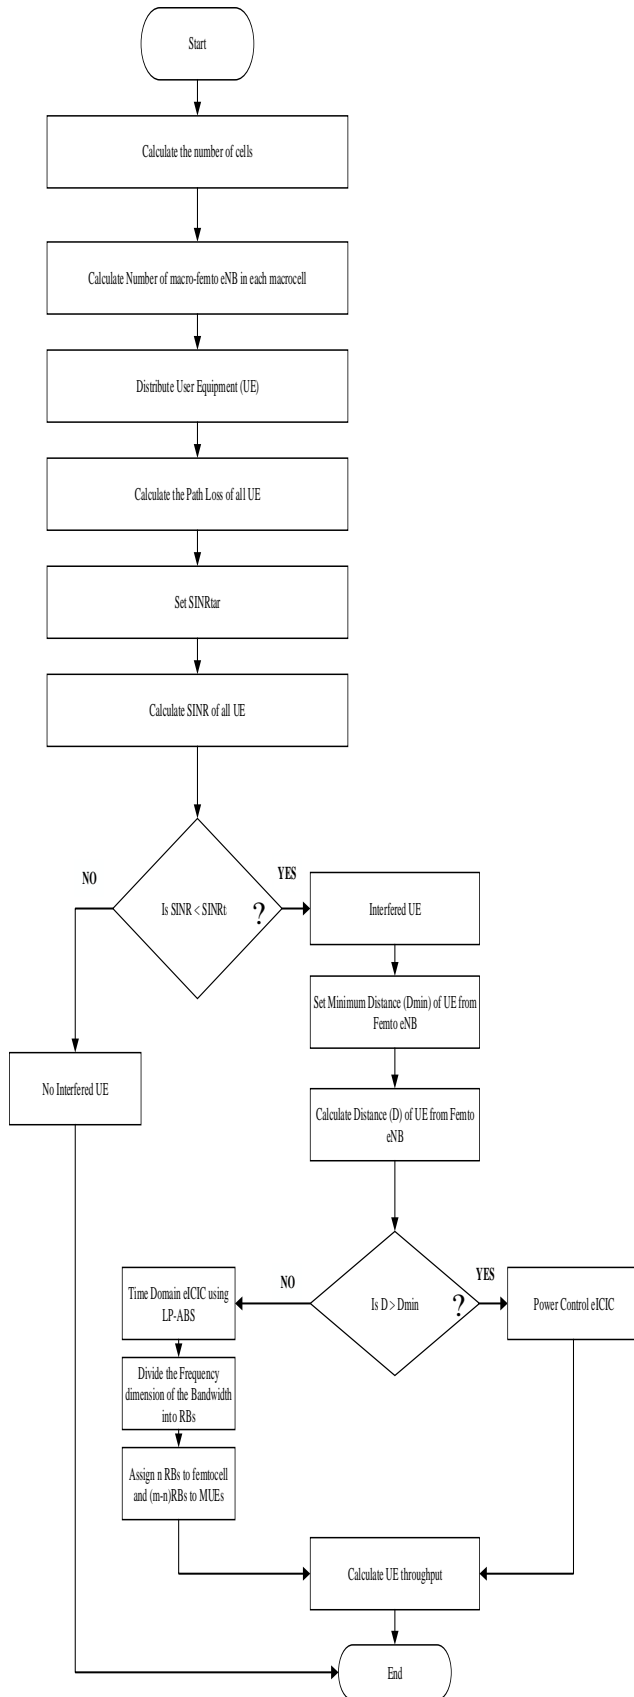 Start
Calculate the number of cells
Calculate Number of macro-femto eNB in each macrocell
Distribute User Equipment (UE)
Calculate the Path Loss of all UE
Set SINRtar
Calculate SINR of all UE
NO
YES
Is SINR < SINRt
?
Interfered UE
Set Minimum Distance (Dmin) of UE from
Femto eNB
No Interfered UE
Calculate Distance (D) of UE from Femto
eNB
NO
YES
Time Domain eICIC using
LP-ABS
Is D > Dmin
?
Power Control eICIC
Divide the Frequency
dimension of the Bandwidth
into RBs
Assign n RBs to femtocell
and (m-n)RBs to MUEs
Calculate UE throughput
End